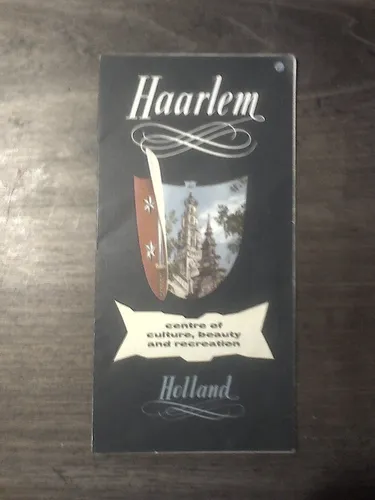 Haarlem
centre of
culture, beauty
and recreation
Holland